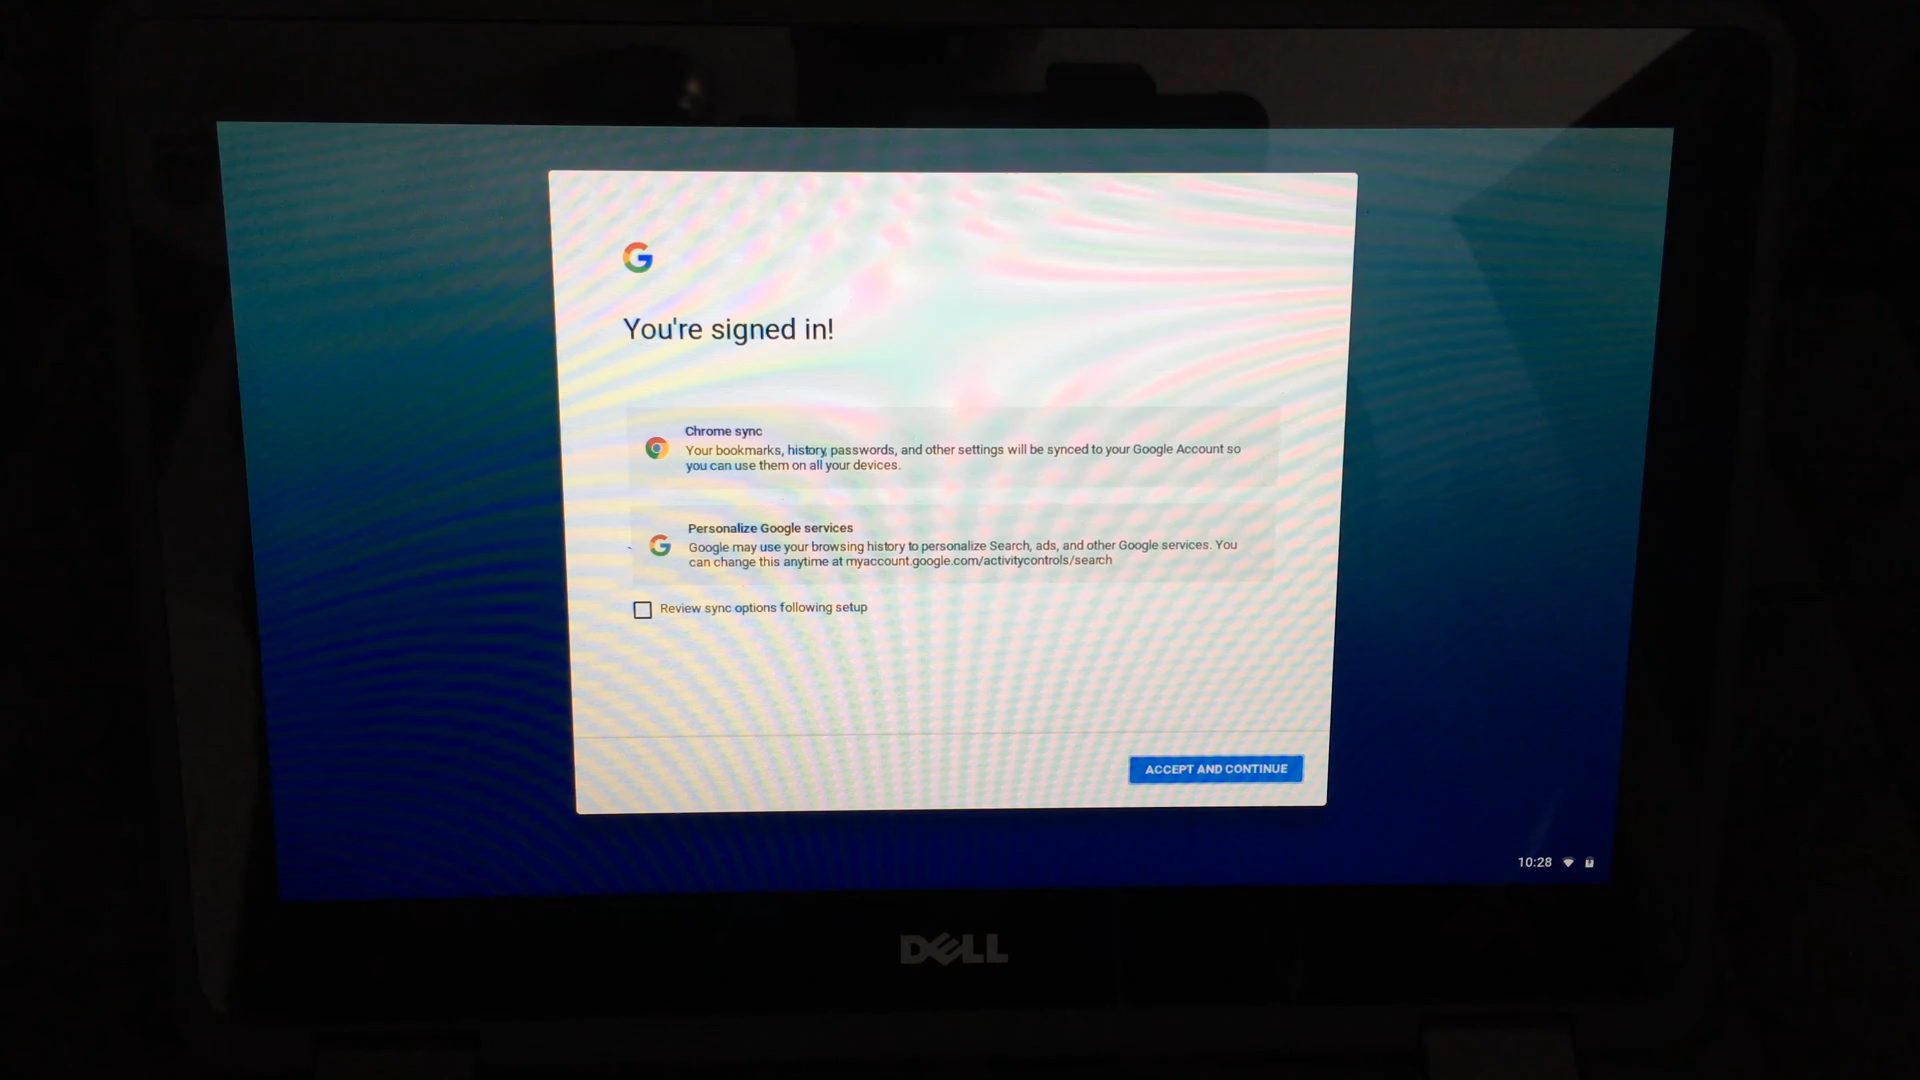 You're signed in!
Chrome sync
Your bookmarks, history, passwords, and other settings will be synced to your Google Account so
you can use them on all your devices.
Personalize Google services
Google may use your browsing history to personalize Search, ads, and other Google services. You
can change this anytime at myaccount.google.com/activitycontrols/search
Review sync options following setup
ACCEPT AND CONTINUE
10:28
DELL